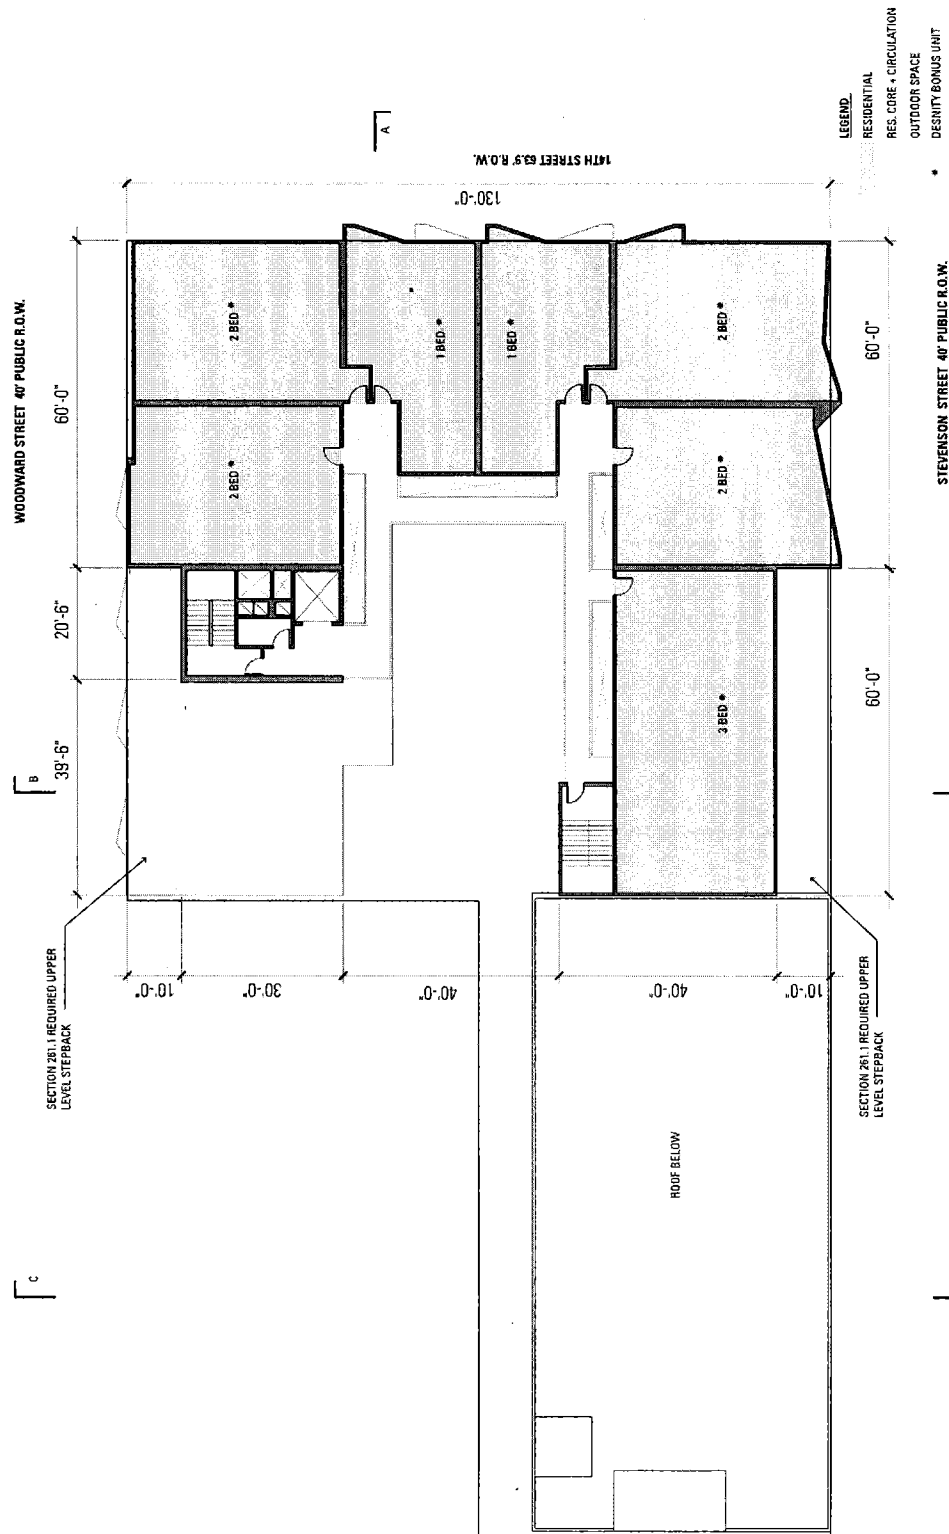 WOODWARD STREET 40' PUBLIC R.O.W.
39'-6"
20'-6"
60'-0"
A
B
C
14TH STREET 63.9' R.O.W.
130'-0"
SECTION 261.1 REQUIRED UPPER
LEVEL STEPBACK
10'-0"
30'-0"
40'-0"
40'-0"
10'-0"
2 BED *
2 BED *
1 BED *
1 BED *
2 BED *
2 BED *
3 BED *
ROOF BELOW
SECTION 261.1 REQUIRED UPPER
LEVEL STEPBACK
60'-0"
60'-0"
STEVENSON STREET 40' PUBLIC R.O.W.
LEGEND
RESIDENTIAL
RES. CORE + CIRCULATION
OUTDOOR SPACE
* DESNITY BONUS UNIT